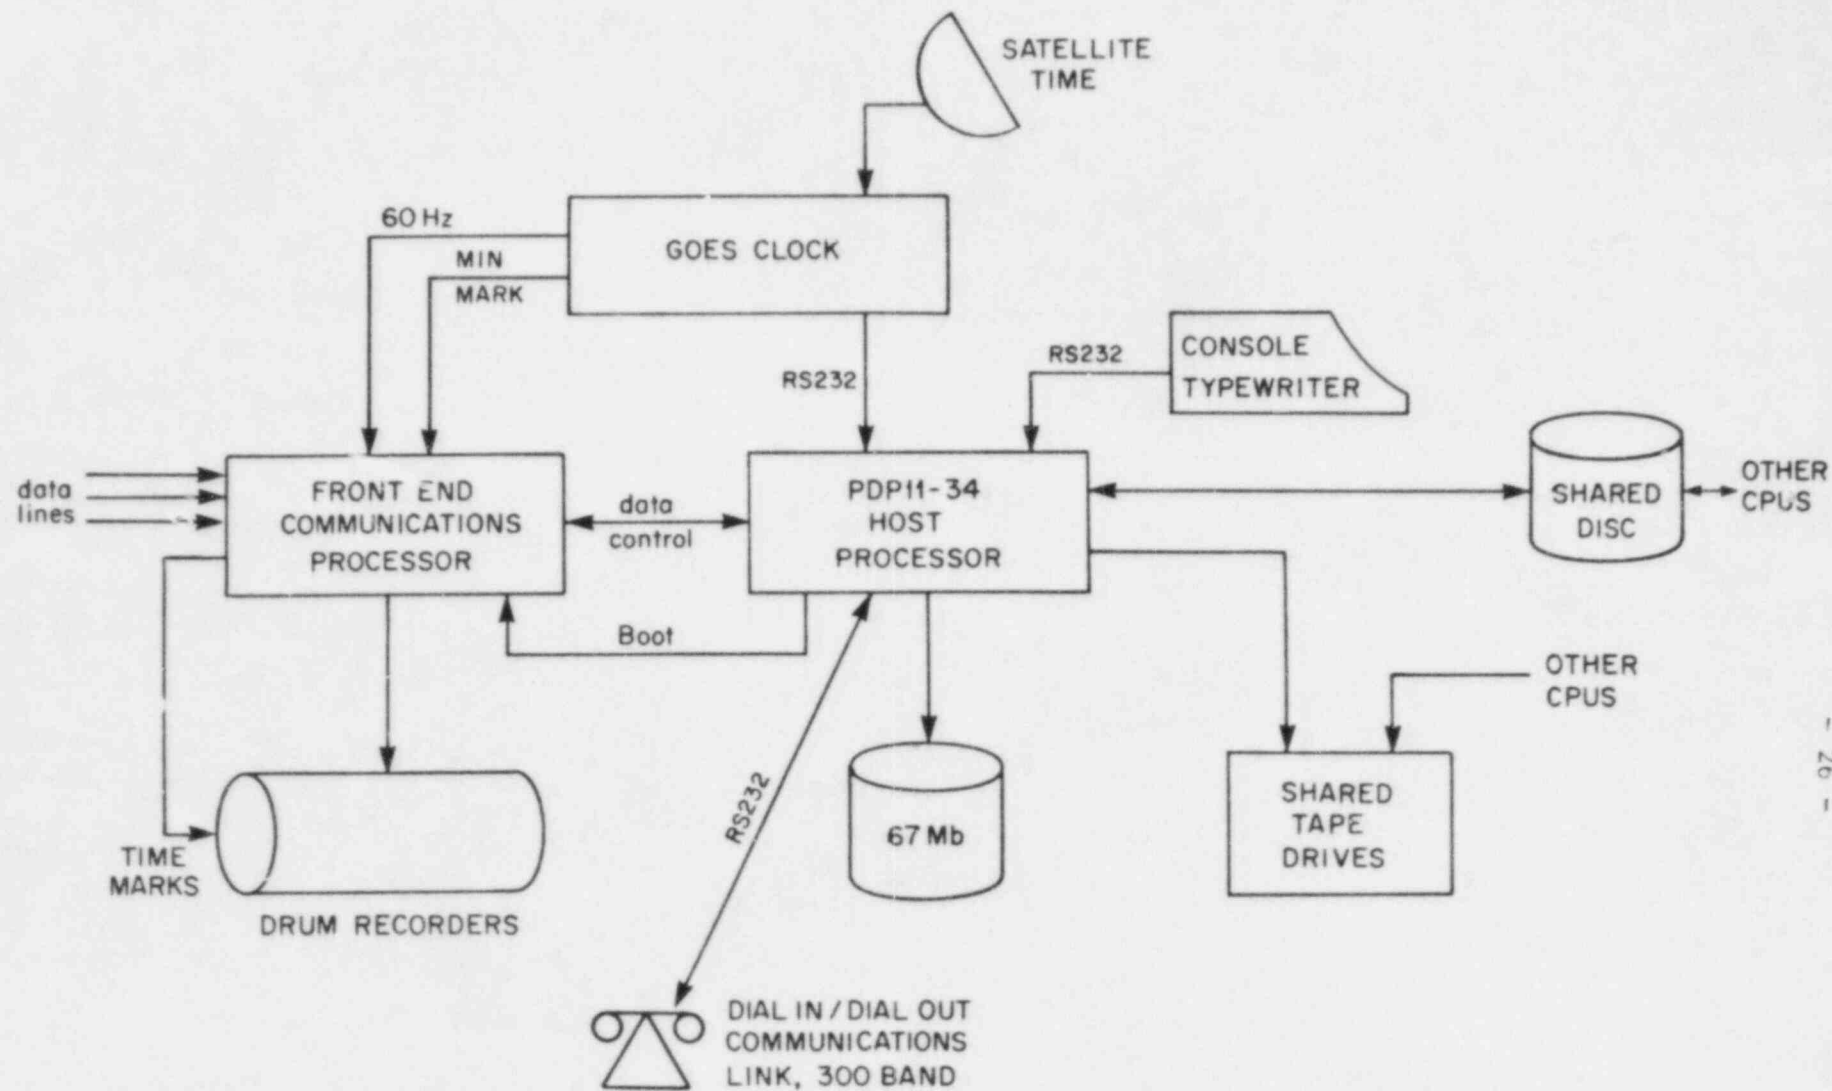 SATELLITE
TIME
60 Hz
GOES CLOCK
MIN
MARK
RS232
RS232
CONSOLE
TYPEWRITER
data
lines
FRONT END
COMMUNICATIONS
PROCESSOR
data
control
PDP11-34
HOST
PROCESSOR
SHARED
DISC
OTHER
CPUS
Boot
OTHER
CPUS
RS232
67 Mb
SHARED
TAPE
DRIVES
TIME
MARKS
DRUM RECORDERS
DIAL IN / DIAL OUT
COMMUNICATIONS
LINK, 300 BAND
- 26 -